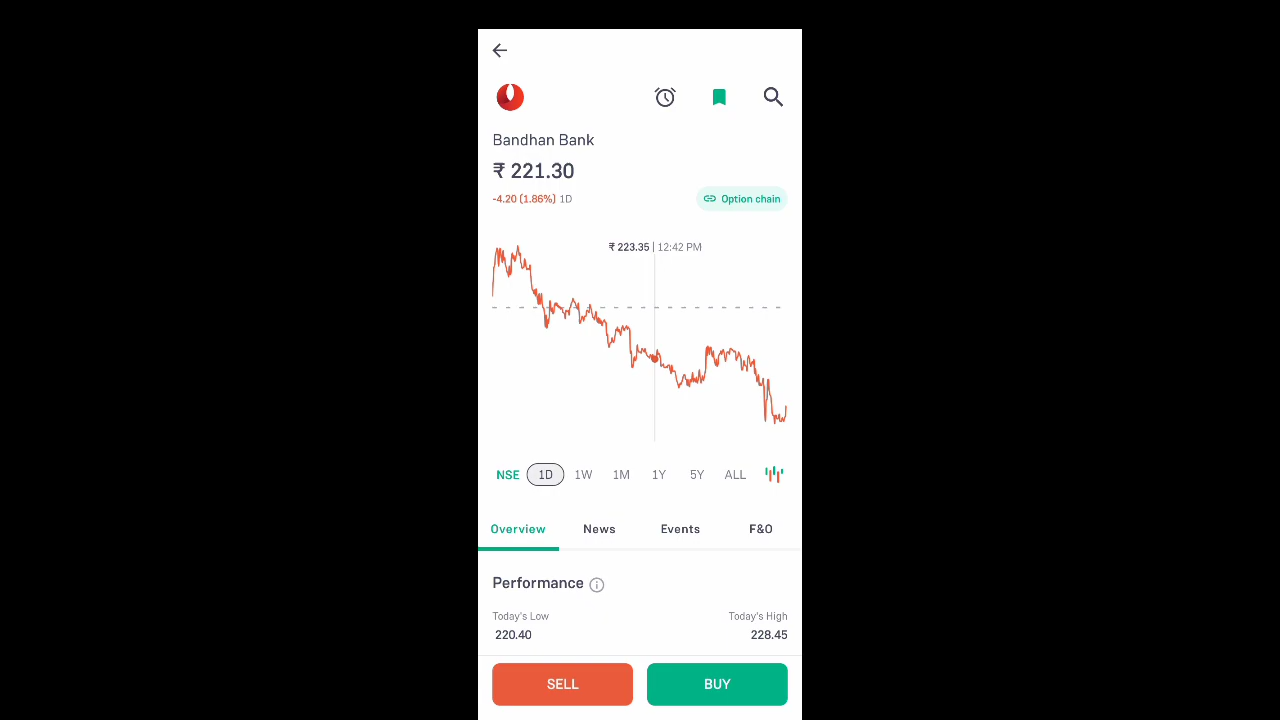 Bandhan Bank
₹ 221.30
-4.20 (1.86%) 1D
Option chain
₹ 223.35 | 12:42 PM
NSE 1D 1W 1M 1Y 5Y ALL
Overview News Events F&O
Performance
Today's Low Today's High
220.40 228.45
SELL BUY